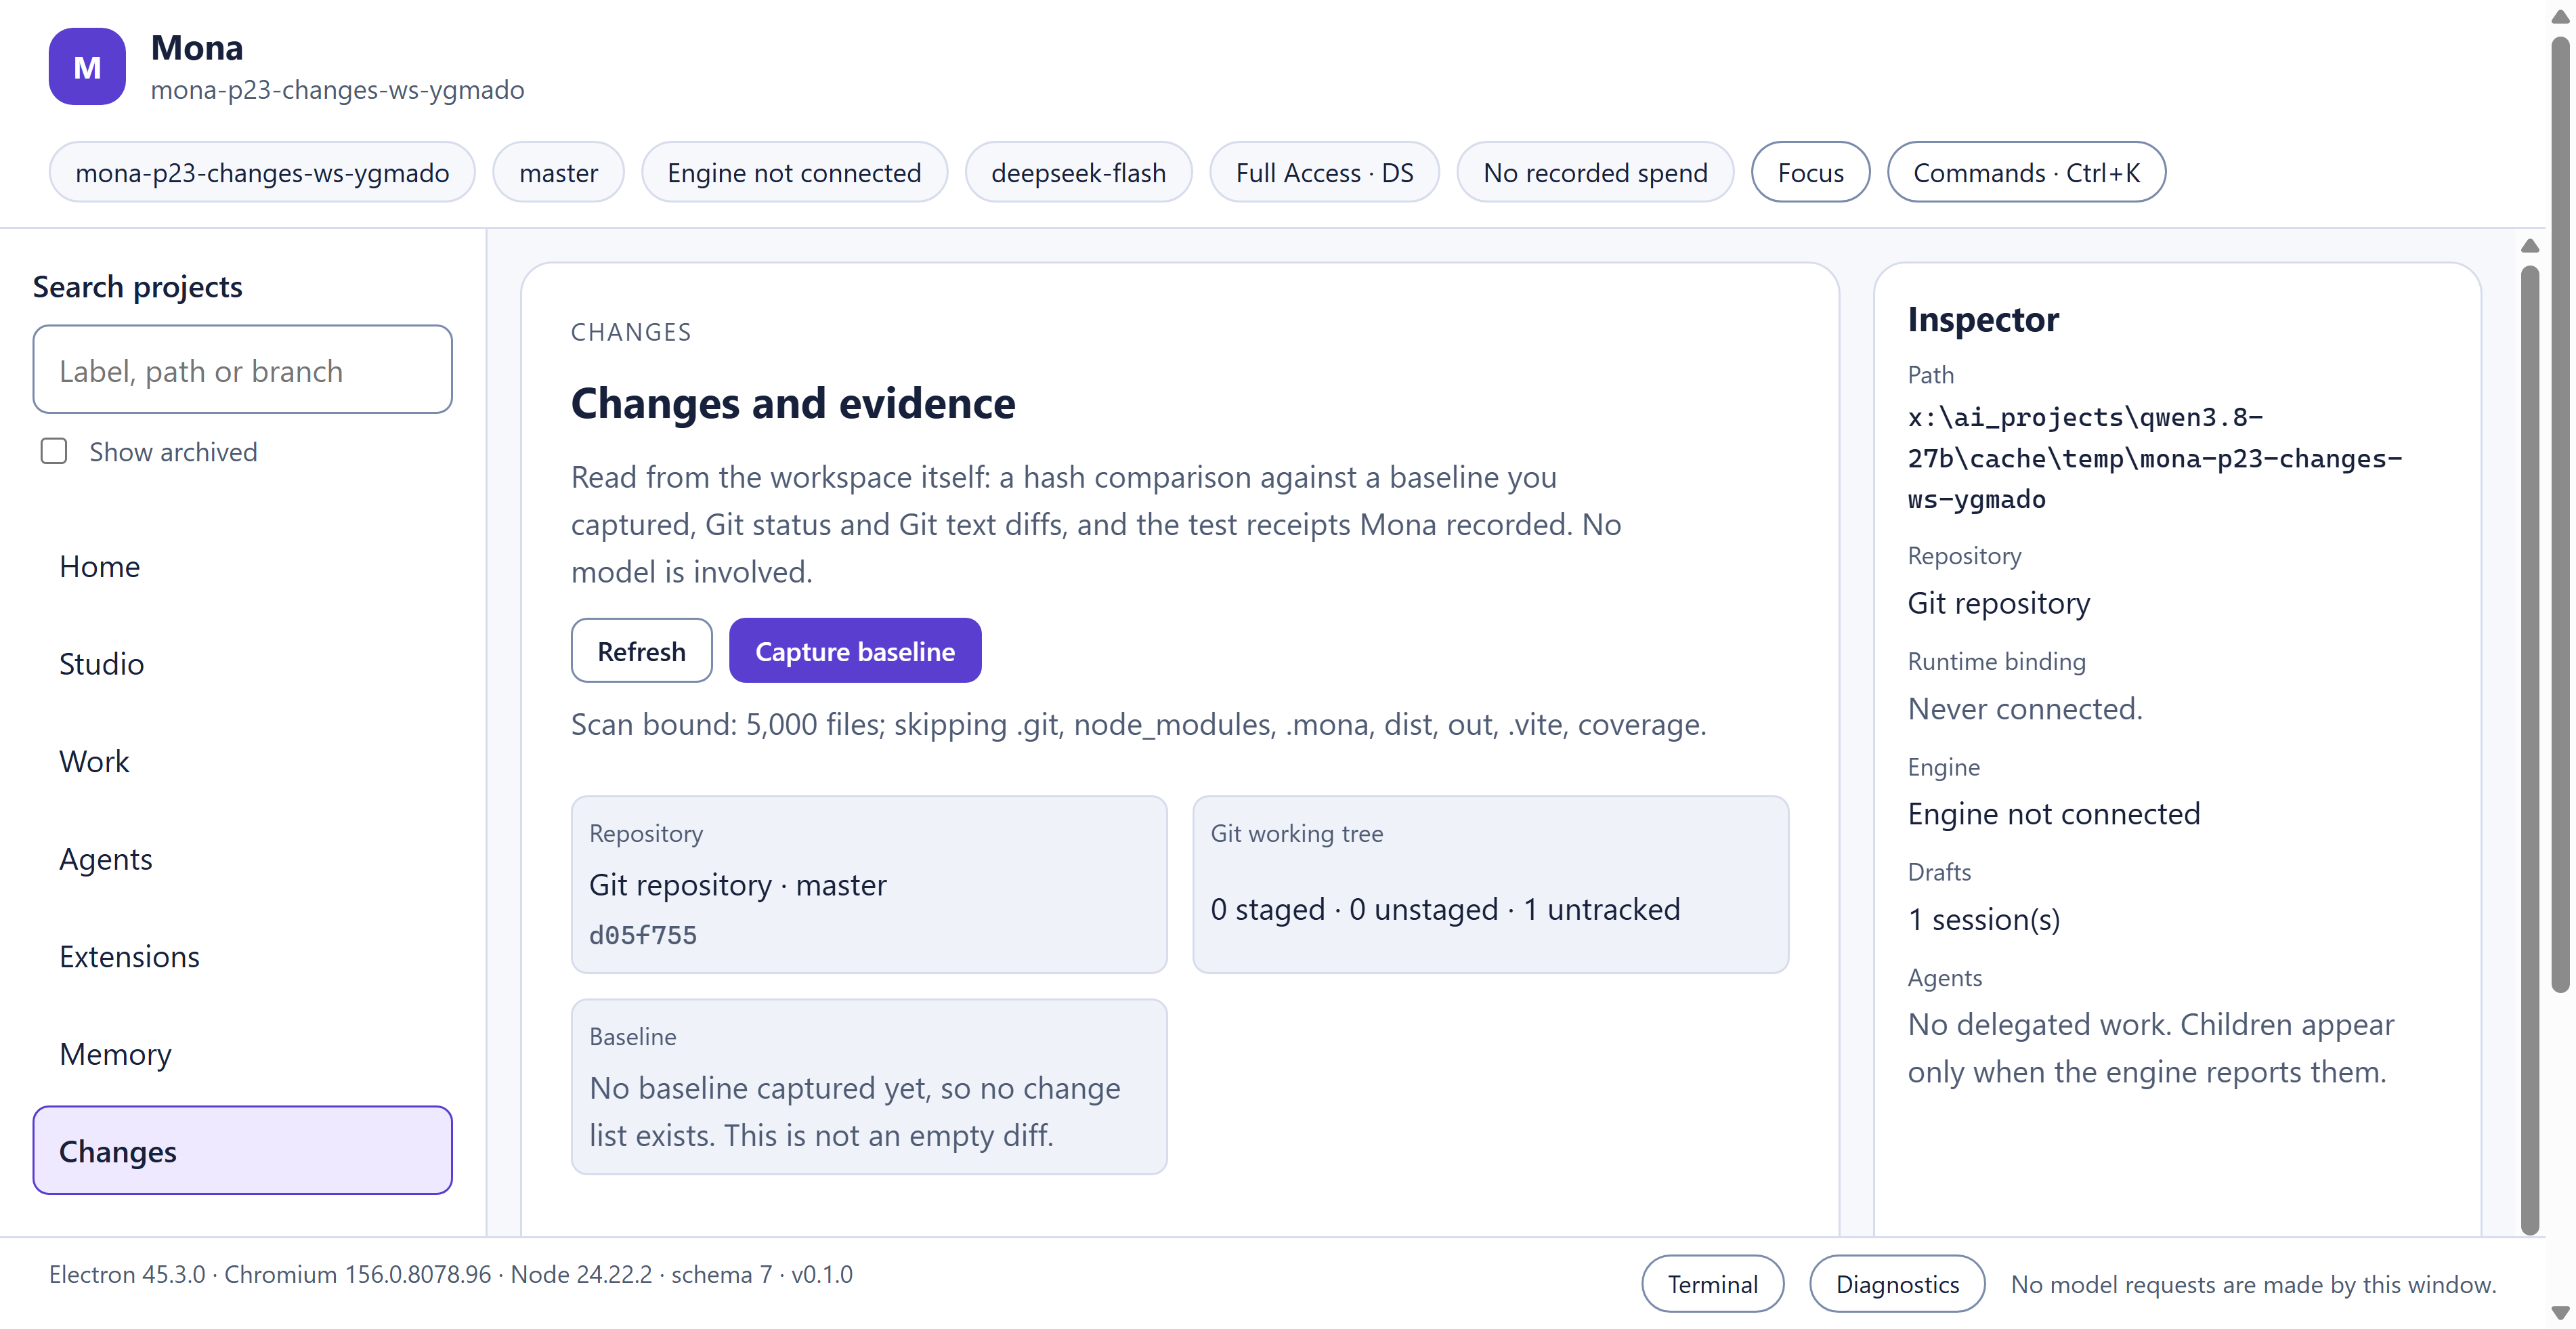 M
Mona
mona-p23-changes-ws-ygmado
mona-p23-changes-ws-ygmado
master
Engine not connected
deepseek-flash
Full Access · DS
No recorded spend
Focus
Commands · Ctrl+K
Search projects
Label, path or branch
Show archived
Home
Studio
Work
Agents
Extensions
Memory
Changes
CHANGES
Changes and evidence
Read from the workspace itself: a hash comparison against a baseline you
captured, Git status and Git text diffs, and the test receipts Mona recorded. No
model is involved.
Refresh
Capture baseline
Scan bound: 5,000 files; skipping .git, node_modules, .mona, dist, out, .vite, coverage.
Repository
Git repository · master
d05f755
Git working tree
0 staged · 0 unstaged · 1 untracked
Baseline
No baseline captured yet, so no change
list exists. This is not an empty diff.
Inspector
Path
x:\ai_projects\qwen3.8-
27b\cache\temp\mona-p23-changes-
ws-ygmado
Repository
Git repository
Runtime binding
Never connected.
Engine
Engine not connected
Drafts
1 session(s)
Agents
No delegated work. Children appear
only when the engine reports them.
Electron 45.3.0 · Chromium 156.0.8078.96 · Node 24.22.2 · schema 7 · v0.1.0
Terminal
Diagnostics
No model requests are made by this window.